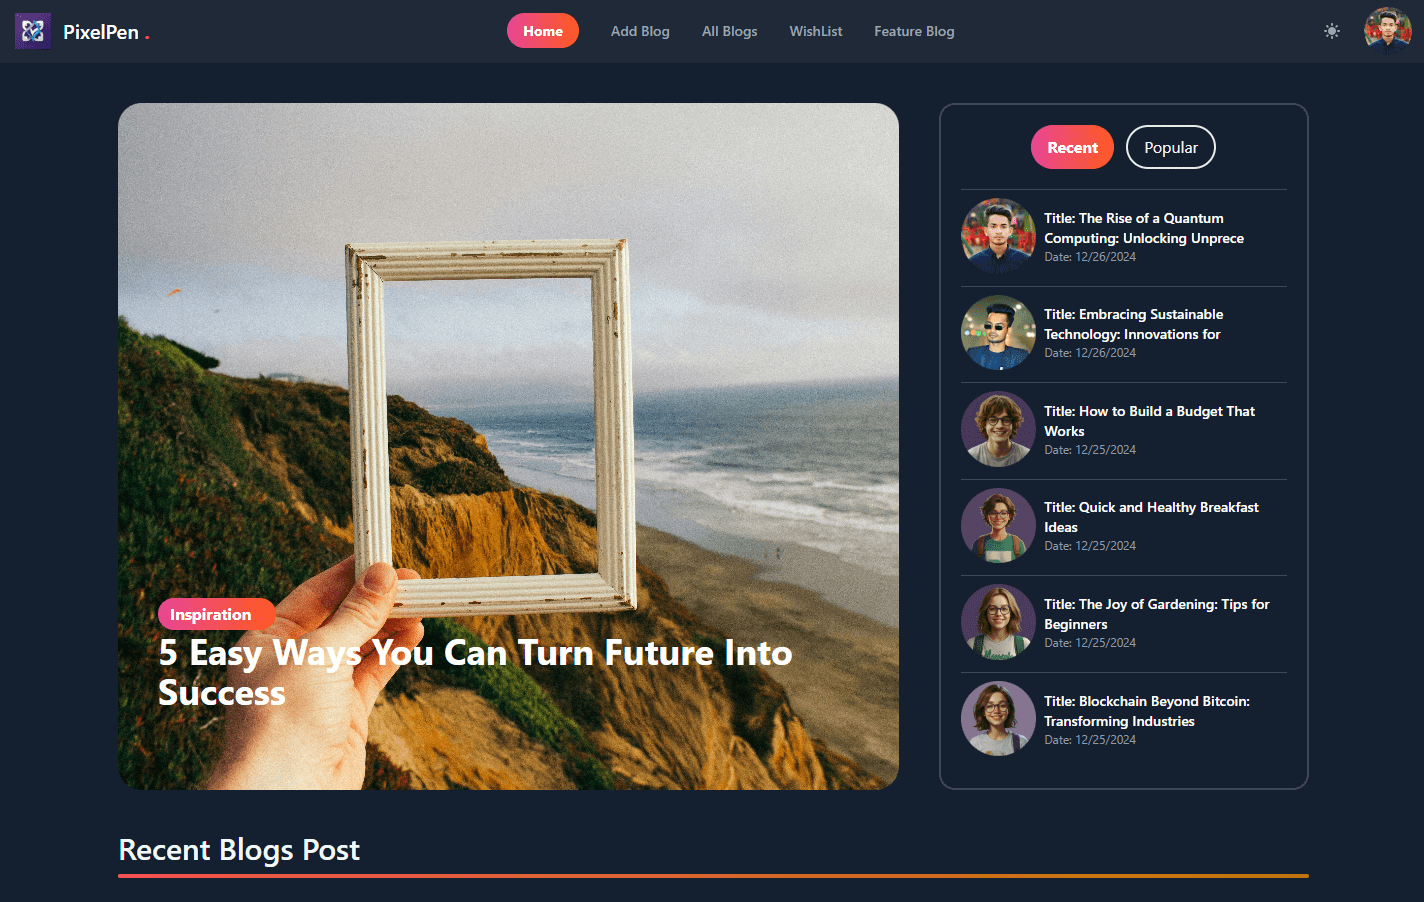 PixelPen .
Home
Add Blog
All Blogs
WishList
Feature Blog
Inspiration
5 Easy Ways You Can Turn Future Into
Success
Recent
Popular
Title: The Rise of a Quantum
Computing: Unlocking Unprece
Date: 12/26/2024
Title: Embracing Sustainable
Technology: Innovations for
Date: 12/26/2024
Title: How to Build a Budget That
Works
Date: 12/25/2024
Title: Quick and Healthy Breakfast
Ideas
Date: 12/25/2024
Title: The Joy of Gardening: Tips for
Beginners
Date: 12/25/2024
Title: Blockchain Beyond Bitcoin:
Transforming Industries
Date: 12/25/2024
Recent Blogs Post